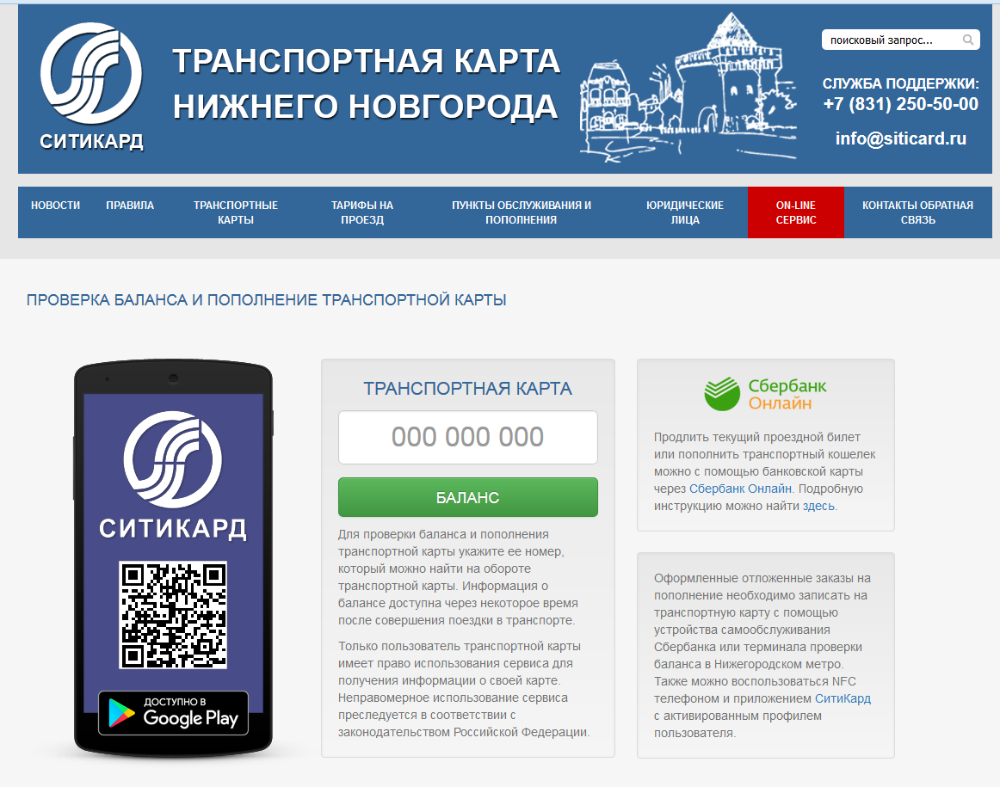 ТРАНСПОРТНАЯ КАРТА
НИЖНЕГО НОВГОРОДА
СИТИКАРД
поисковый запрос...
СЛУЖБА ПОДДЕРЖКИ:
+7 (831) 250-50-00
info@siticard.ru
НОВОСТИ
ПРАВИЛА
ТРАНСПОРТНЫЕ
КАРТЫ
ТАРИФЫ НА
ПРОЕЗД
ПУНКТЫ ОБСЛУЖИВАНИЯ И
ПОПОЛНЕНИЯ
ЮРИДИЧЕСКИЕ
ЛИЦА
ON-LINE
СЕРВИС
КОНТАКТЫ ОБРАТНАЯ
СВЯЗЬ
ПРОВЕРКА БАЛАНСА И ПОПОЛНЕНИЕ ТРАНСПОРТНОЙ КАРТЫ
СИТИКАРД
ДОСТУПНО В
Google Play
ТРАНСПОРТНАЯ КАРТА
000 000 000
БАЛАНС
Для проверки баланса и пополнения
транспортной карты укажите ее номер,
который можно найти на обороте
транспортной карты. Информация о
балансе доступна через некоторое время
после совершения поездки в транспорте.
Только пользователь транспортной карты
имеет право использования сервиса для
получения информации о своей карте.
Неправомерное использование сервиса
преследуется в соответствии с
законодательством Российской Федерации.
Сбербанк
Онлайн
Продлить текущий проездной билет
или пополнить транспортный кошелек
можно с помощью банковской карты
через Сбербанк Онлайн. Подробную
инструкцию можно найти здесь.
Оформленные отложенные заказы на
пополнение необходимо записать на
транспортную карту с помощью
устройства самообслуживания
Сбербанка или терминала проверки
баланса в Нижегородском метро.
Также можно воспользоваться NFC
телефоном и приложением СитиКард
с активированным профилем
пользователя.